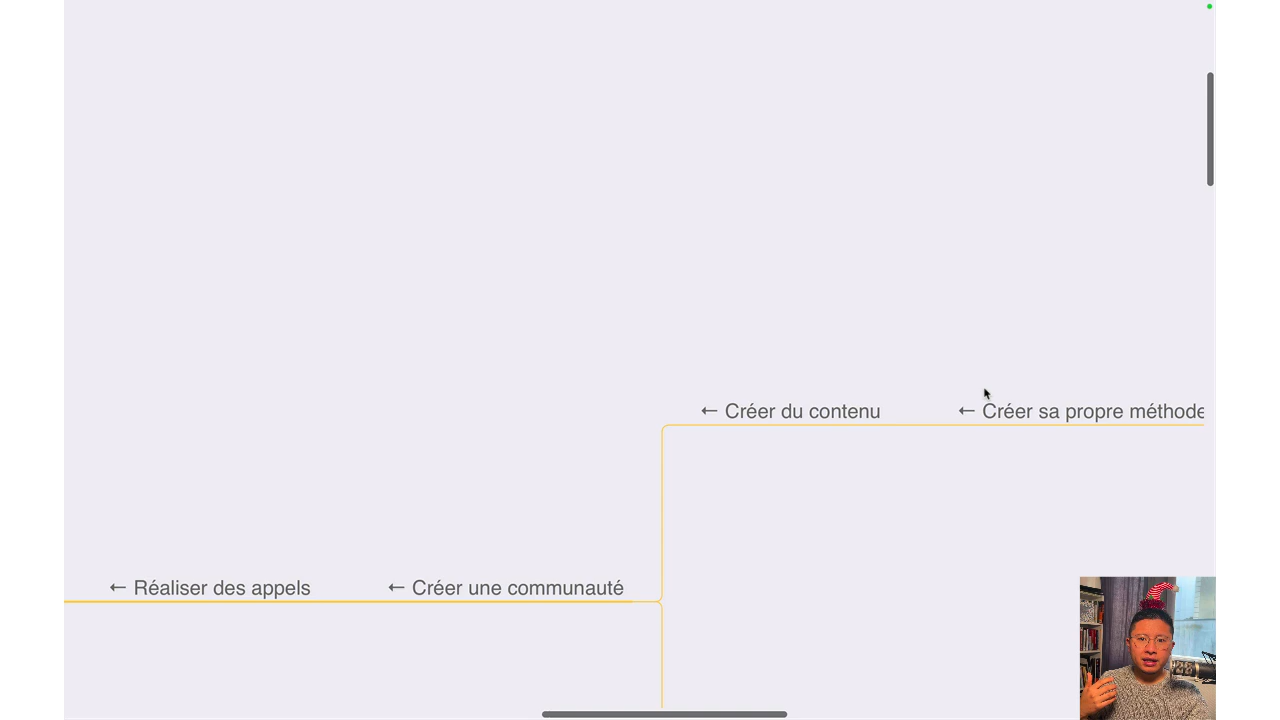 ← Créer du contenu
← Créer sa propre méthode
← Réaliser des appels
← Créer une communauté